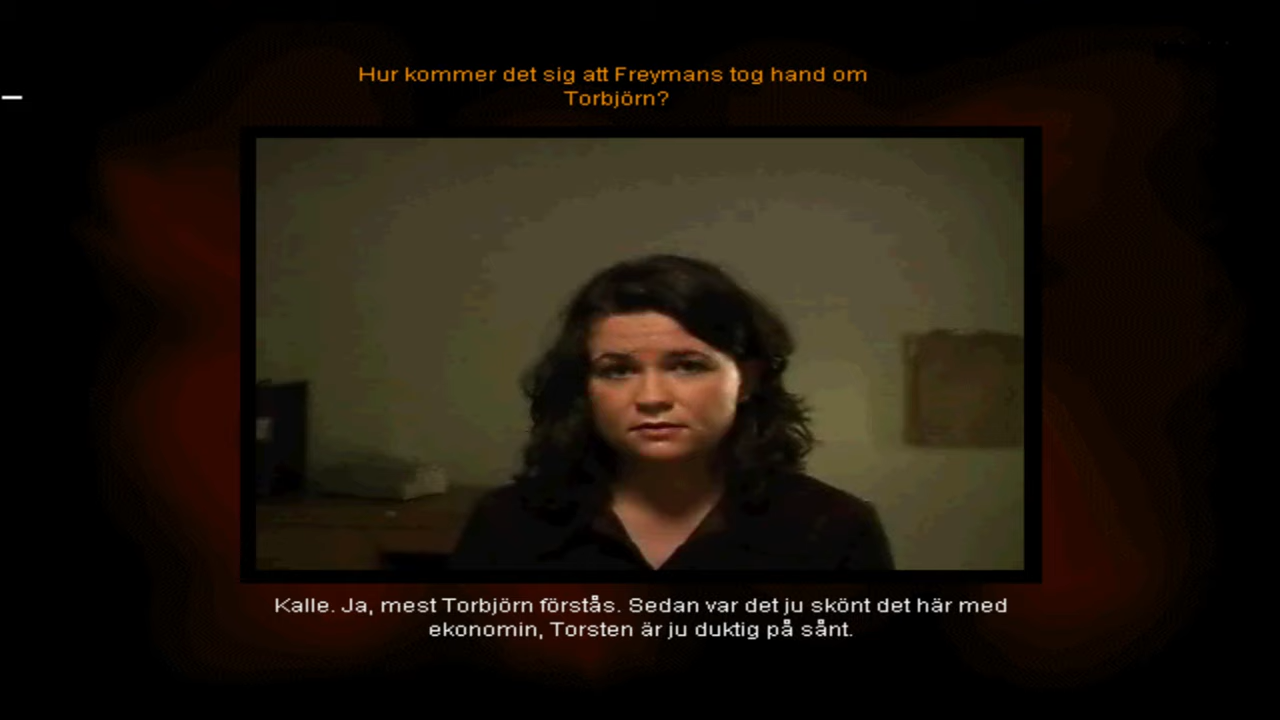 Hur kommer det sig att Freymans tog hand om
Torbjörn?
Kalle. Ja, mest Torbjörn förstås. Sedan var det ju skönt det här med
ekonomin, Torsten är ju duktig på sånt.